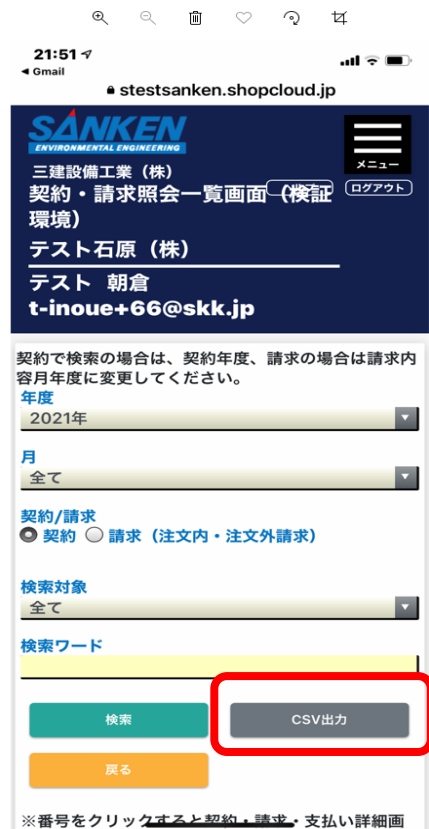 21:51
◀ Gmail
stestsanken.shopcloud.jp
SANKEN
ENVIRONMENTAL ENGINEERING
メニュー
三建設備工業（株）
契約・請求照会一覧画面（検証
環境）
ログアウト
テスト石原（株）
テスト 朝倉
t-inoue+66@skk.jp
契約で検索の場合は、契約年度、請求の場合は請求内
容月年度に変更してください。
年度
2021年
月
全て
契約/請求
契約 請求（注文内・注文外請求）
検索対象
全て
検索ワード
検索 CSV出力
戻る
※番号をクリックすると契約・請求・支払い詳細画